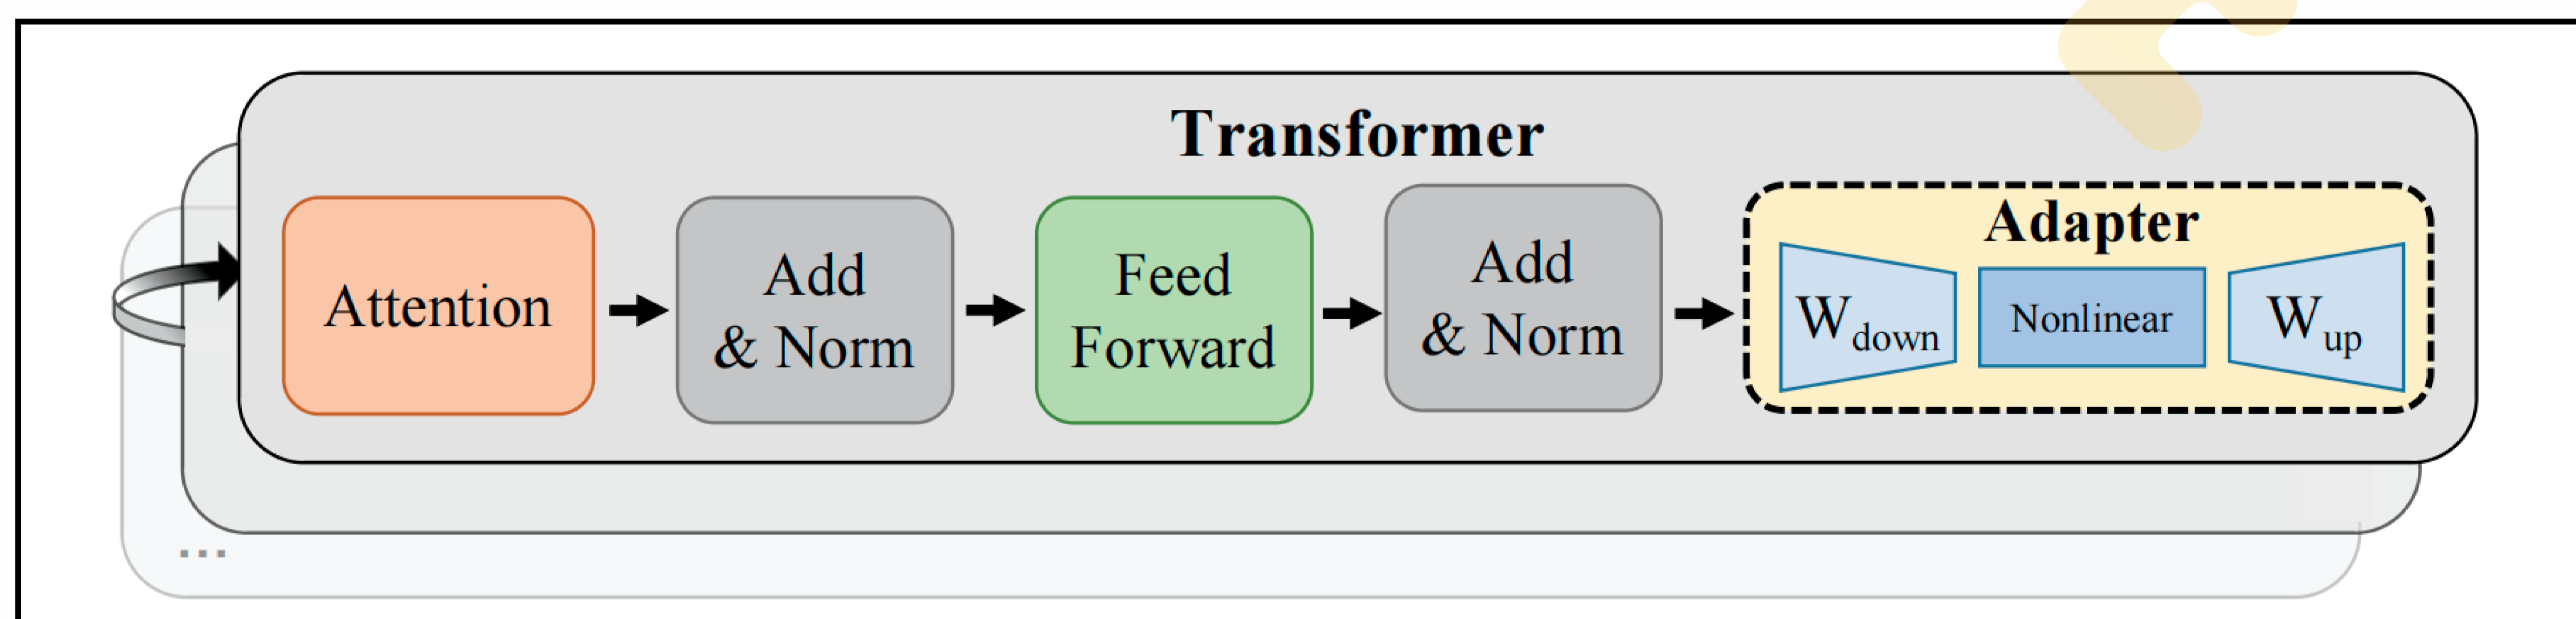 Transformer
Attention
Add
& Norm
Feed
Forward
Add
& Norm
Adapter
Wdown
Nonlinear
Wup
...